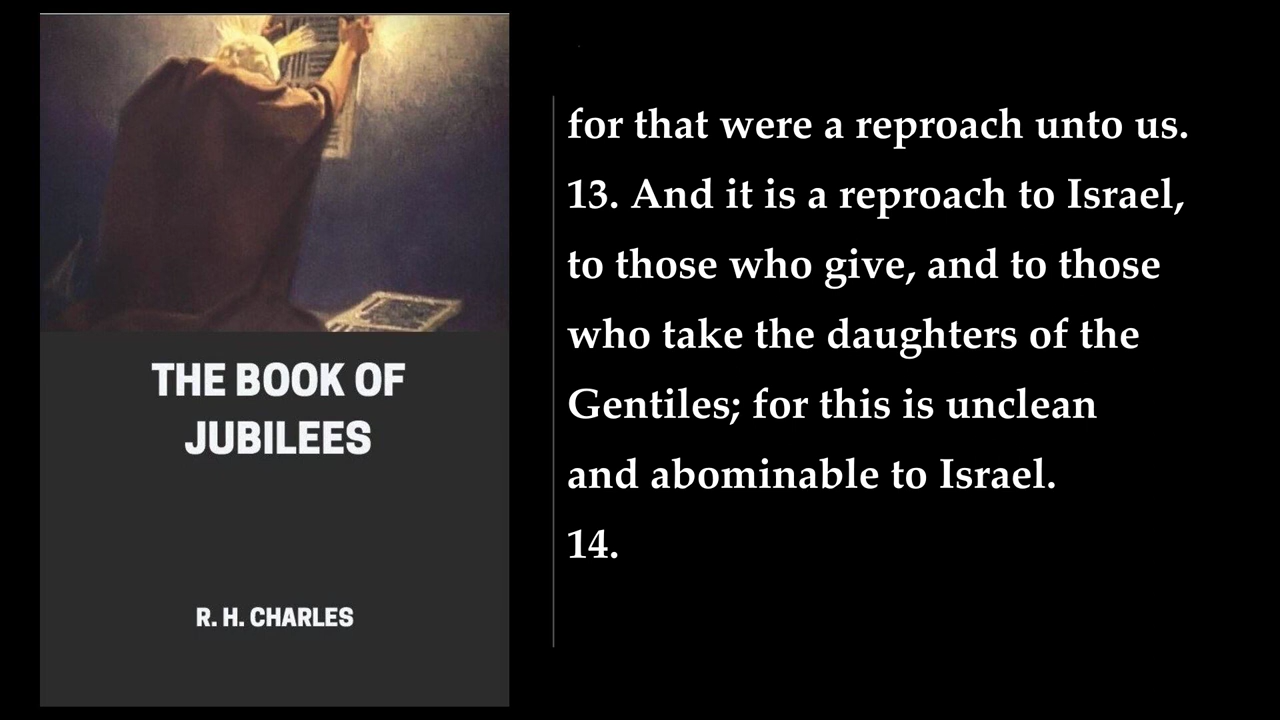 THE BOOK OF
JUBILEES
R. H. CHARLES
for that were a reproach unto us.
13. And it is a reproach to Israel,
to those who give, and to those
who take the daughters of the
Gentiles; for this is unclean
and abominable to Israel.
14.